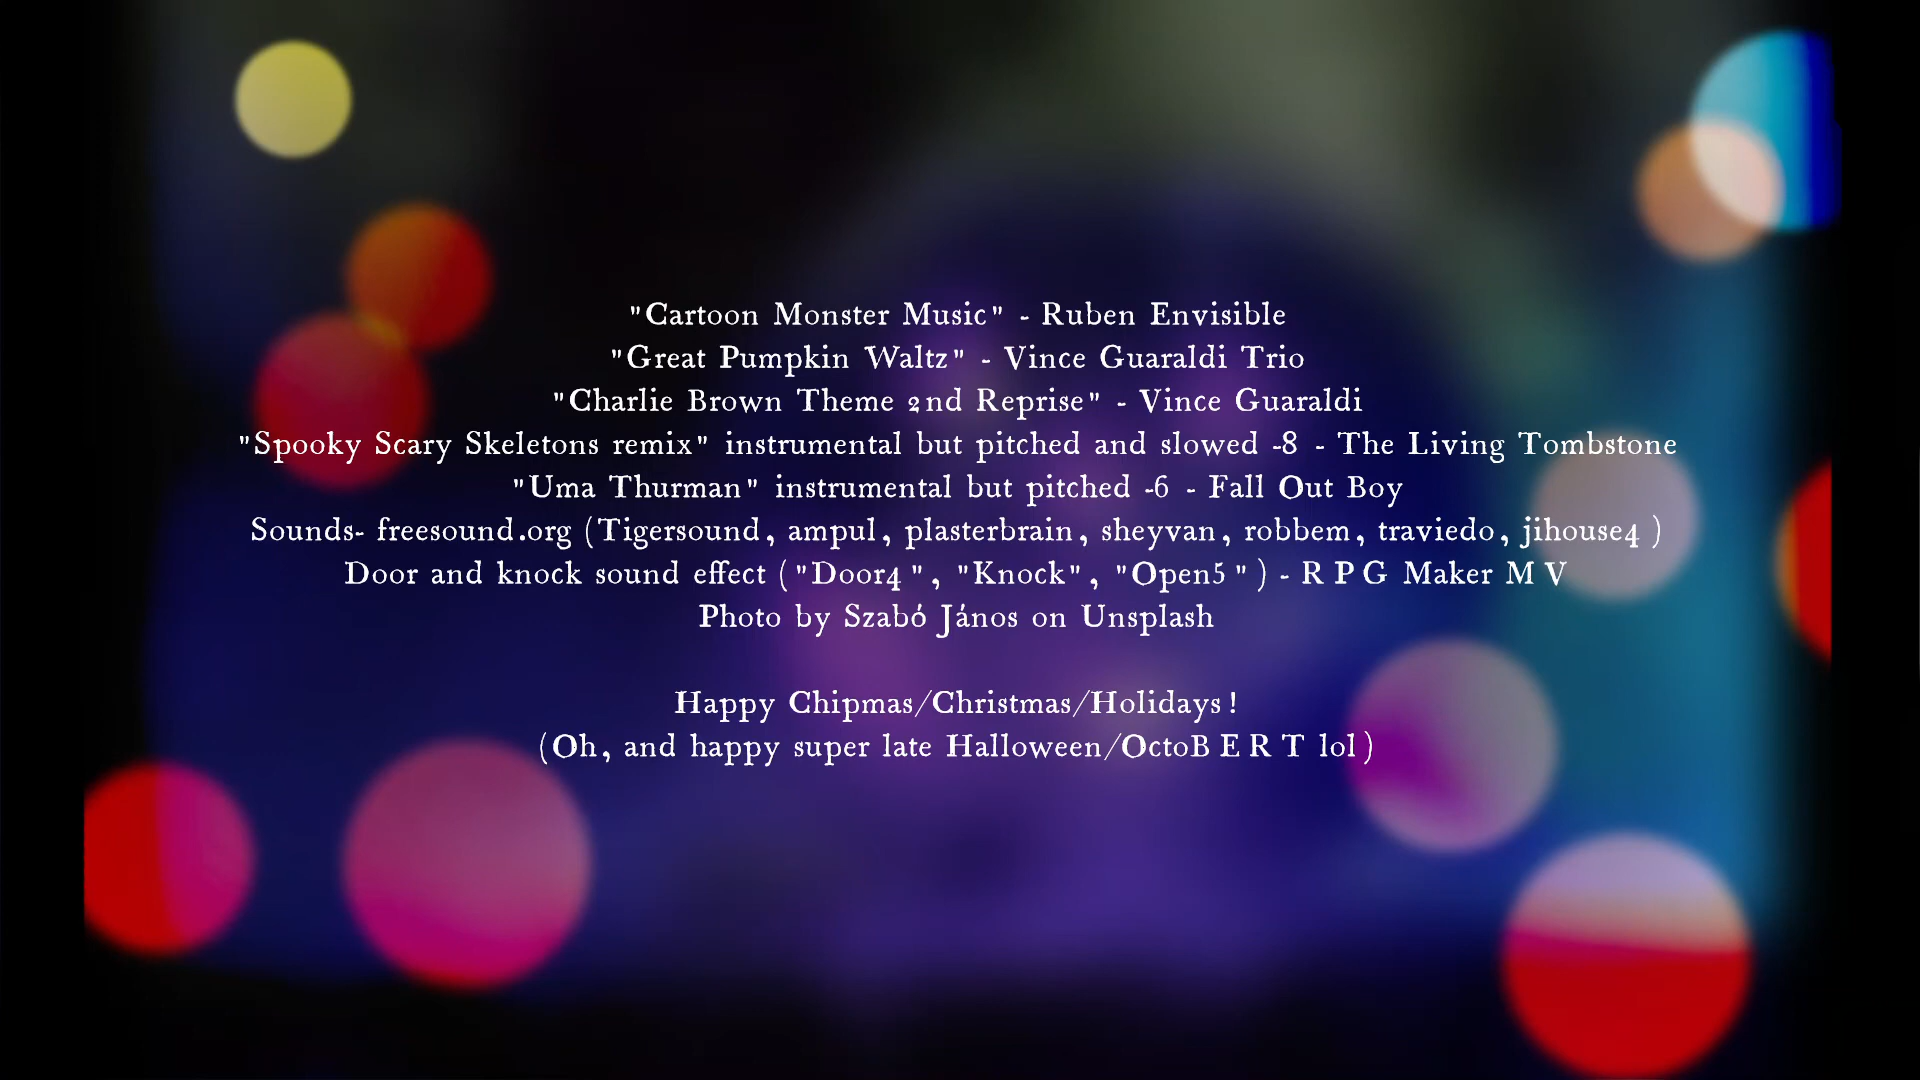 "Cartoon Monster Music" - Ruben Envisible
"Great Pumpkin Waltz" - Vince Guaraldi Trio
"Charlie Brown Theme 2nd Reprise" - Vince Guaraldi
"Spooky Scary Skeletons remix" instrumental but pitched and slowed -8 - The Living Tombstone
"Uma Thurman" instrumental but pitched -6 - Fall Out Boy
Sounds- freesound.org (Tigersound, ampul, plasterbrain, sheyvan, robbem, traviedo, jihouse4 )
Door and knock sound effect ("Door4 ", "Knock", "Open5 ") - RPG Maker MV
Photo by Szabó János on Unsplash
Happy Chipmas/Christmas/Holidays!
(Oh, and happy super late Halloween/OctoBERT lol)